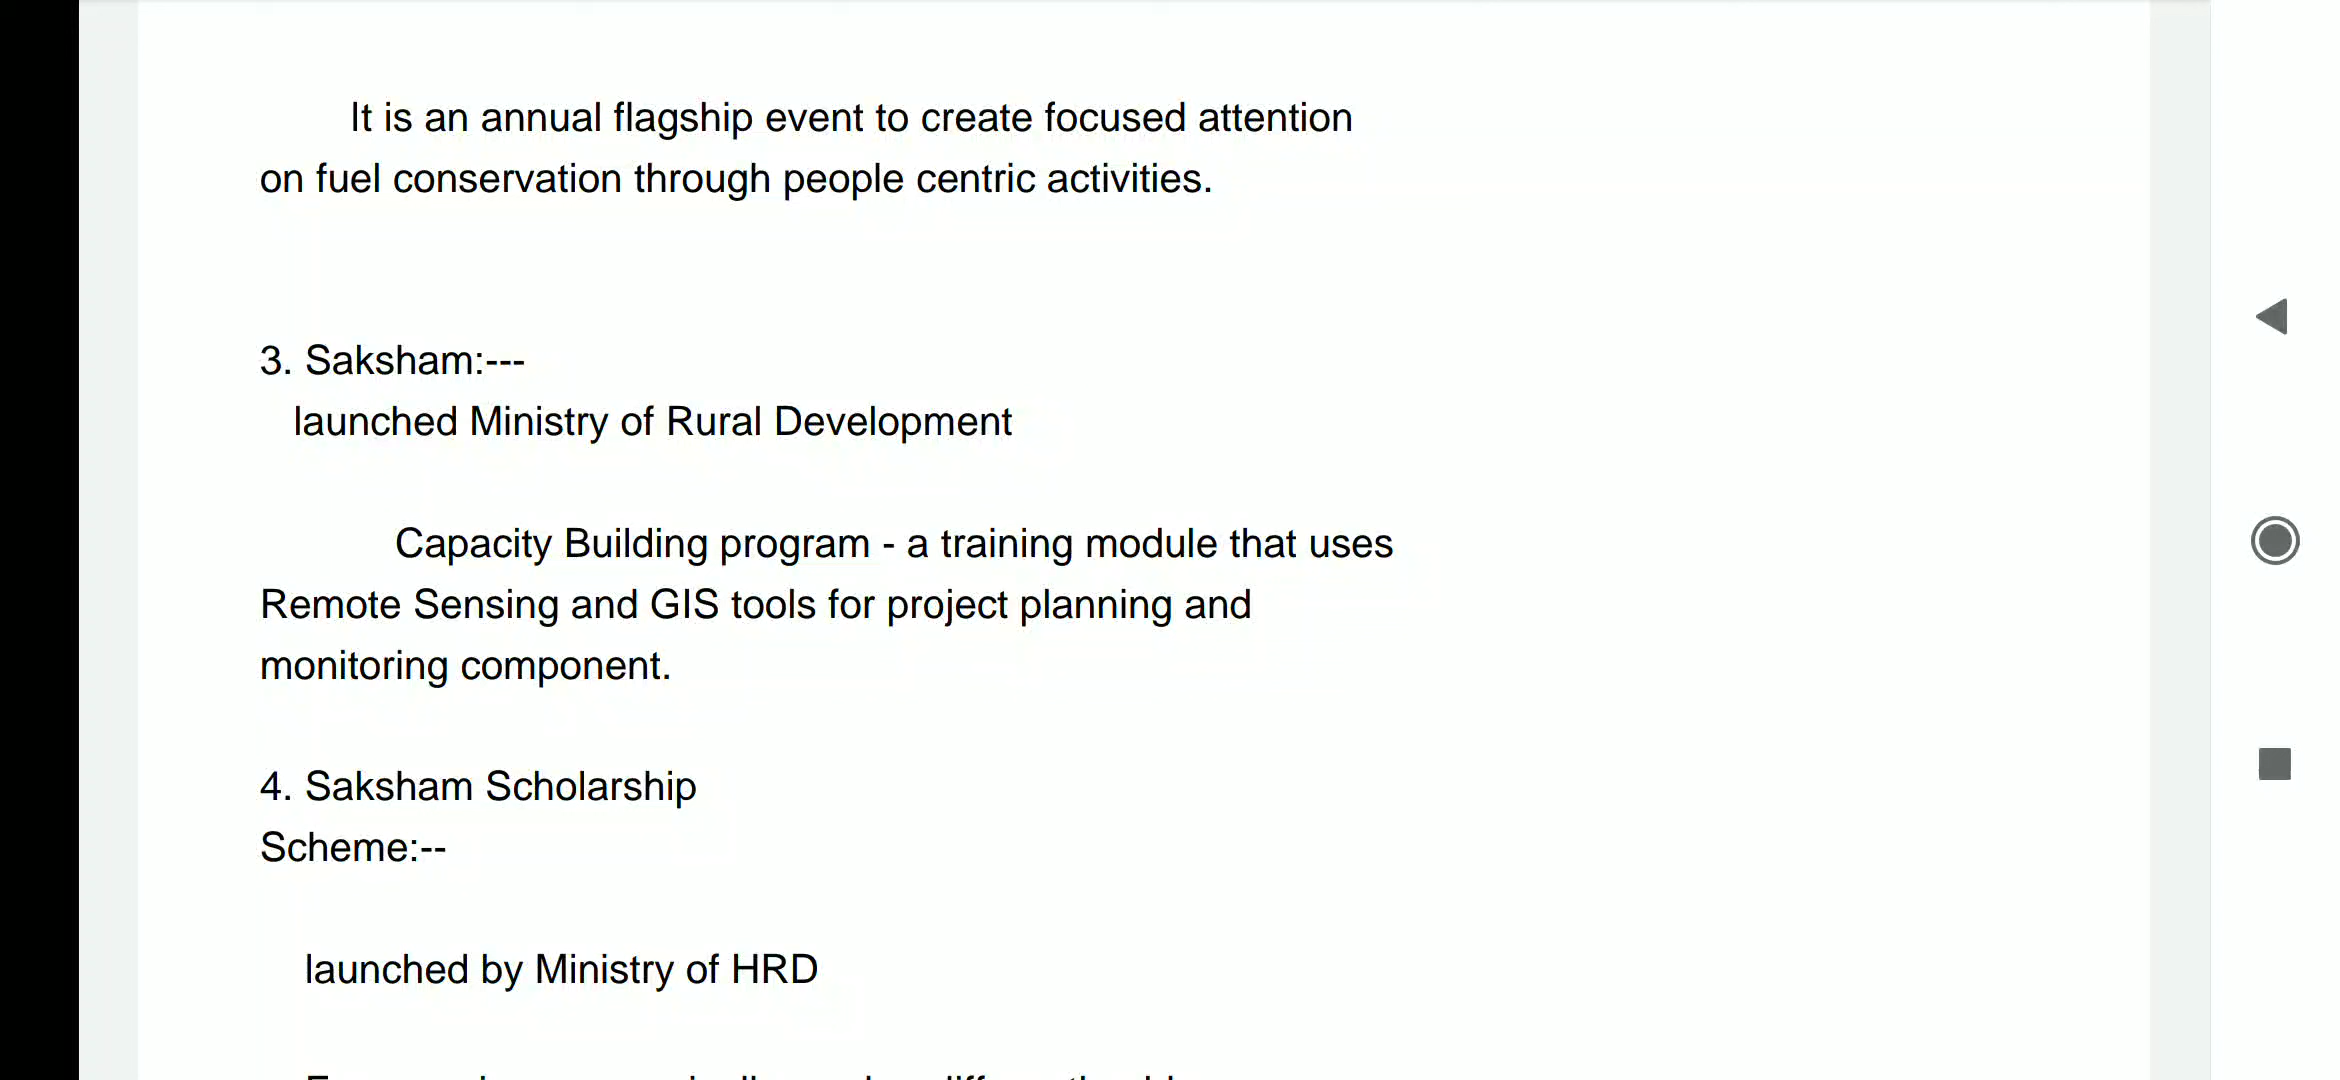 It is an annual flagship event to create focused attention
on fuel conservation through people centric activities.
3. Saksham:---
launched Ministry of Rural Development
Capacity Building program - a training module that uses
Remote Sensing and GIS tools for project planning and
monitoring component.
4. Saksham Scholarship
Scheme:--
launched by Ministry of HRD